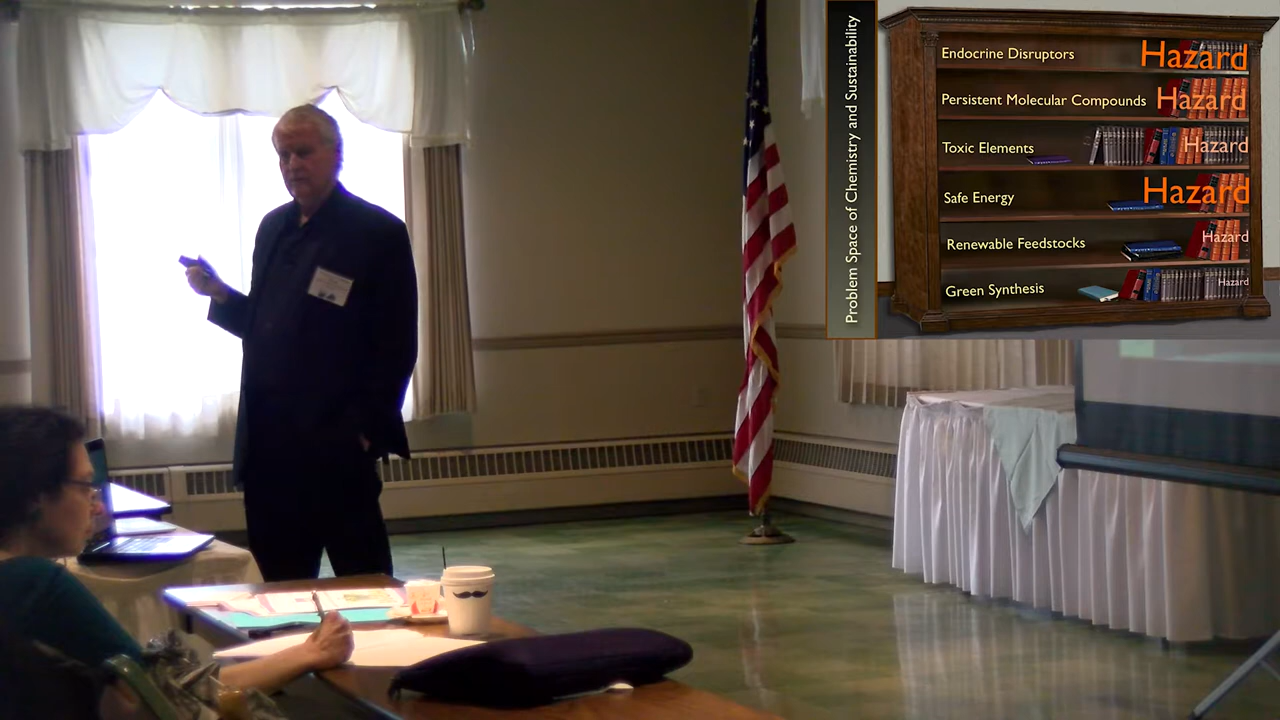 Problem Space of Chemistry and Sustainability
Endocrine Disruptors Hazard
Persistent Molecular Compounds Hazard
Toxic Elements Hazard
Safe Energy Hazard
Renewable Feedstocks Hazard
Green Synthesis Hazard